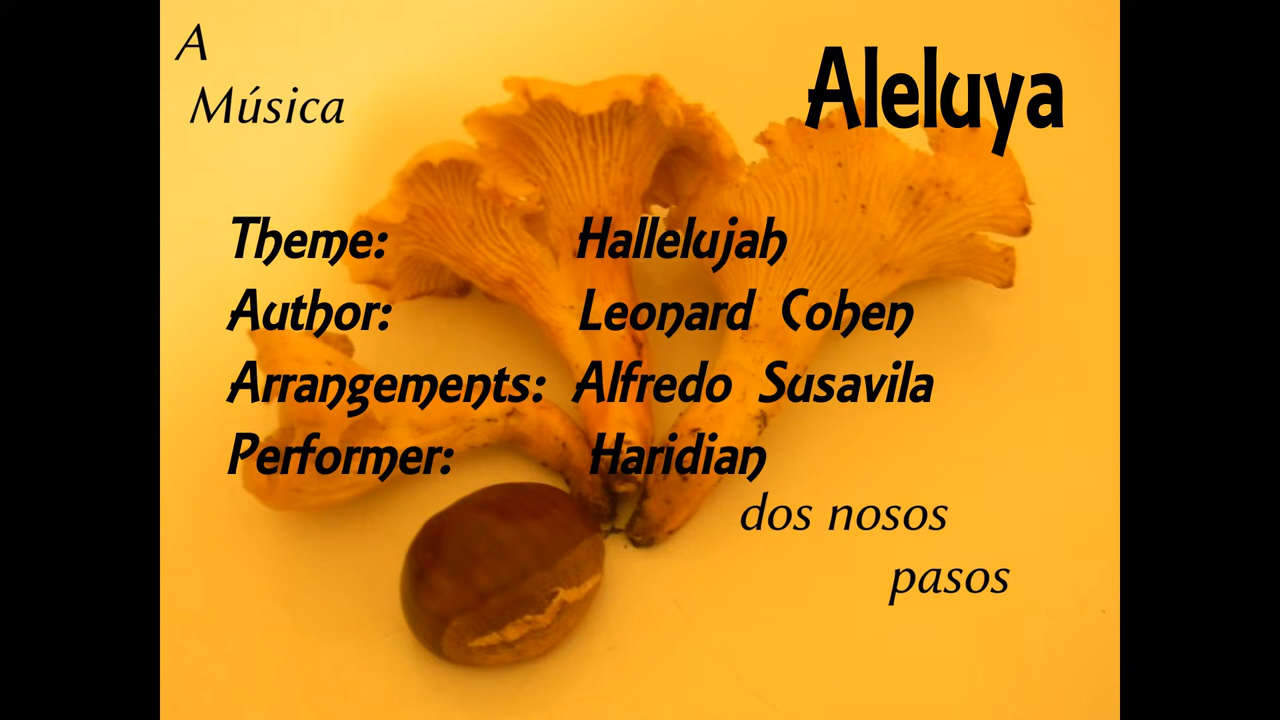 A
Música
Aleluya
Theme: Hallelujah
Author: Leonard Cohen
Arrangements: Alfredo Susavila
Performer: Haridian
dos nosos
pasos